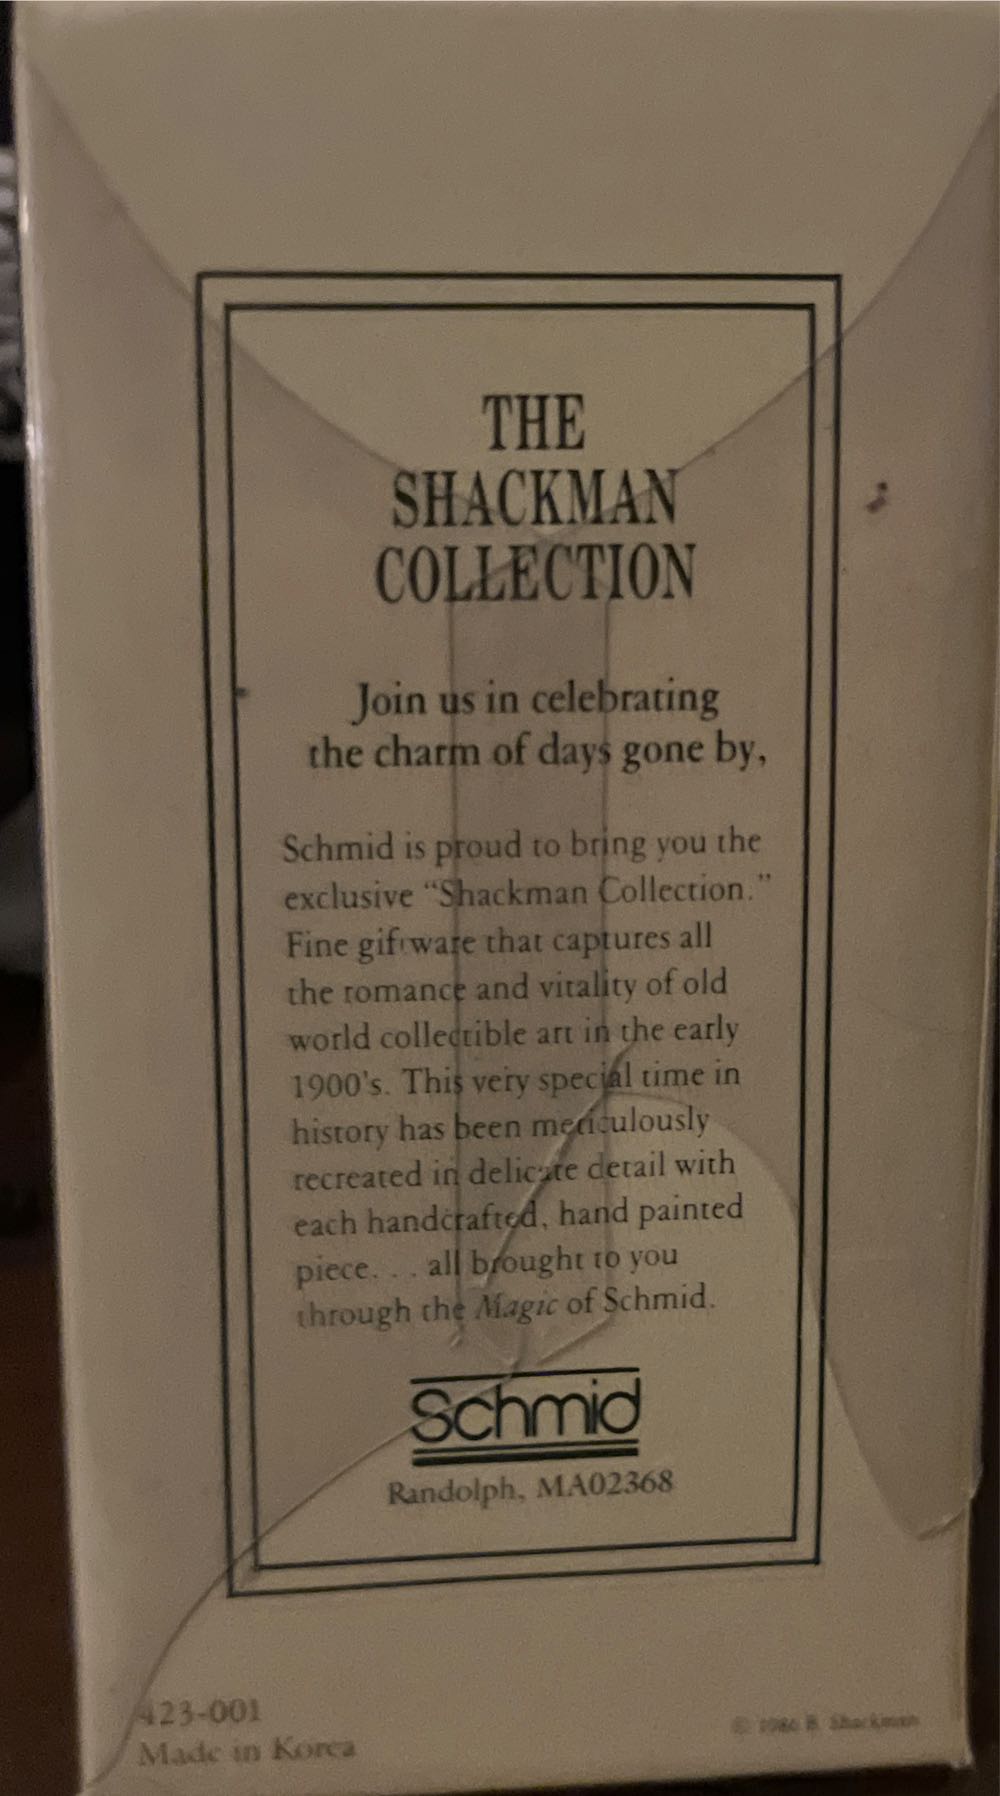 THE
SHACKMAN
COLLECTION
Join us in celebrating
the charm of days gone by,
Schmid is proud to bring you the
exclusive “Shackman Collection.”
Fine giftware that captures all
the romance and vitality of old
world collectible art in the early
1900's. This very special time in
history has been meticulously
recreated in delicate detail with
each handcrafted, hand painted
piece. . . all brought to you
through the Magic of Schmid.
Schmid
Randolph, MA02368
423-001
Made in Korea
© 1986 B. Shackman